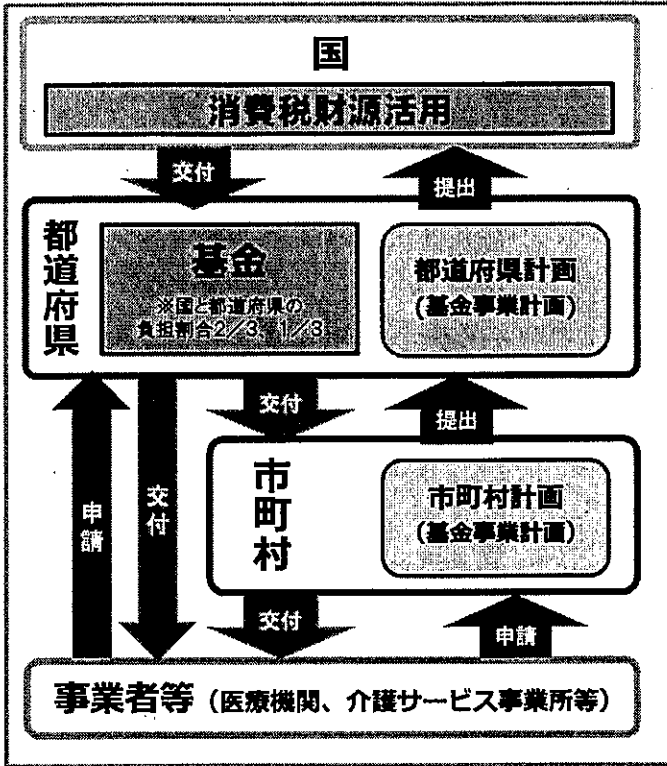 国
消費税財源活用
交付
提出
都道府県
基金
※国と都道府県の
負担割合2/3、1/3
都道府県計画
(基金事業計画)
交付
提出
申請
交付
市町村
市町村計画
(基金事業計画)
交付
申請
事業者等(医療機関、介護サービス事業所等)